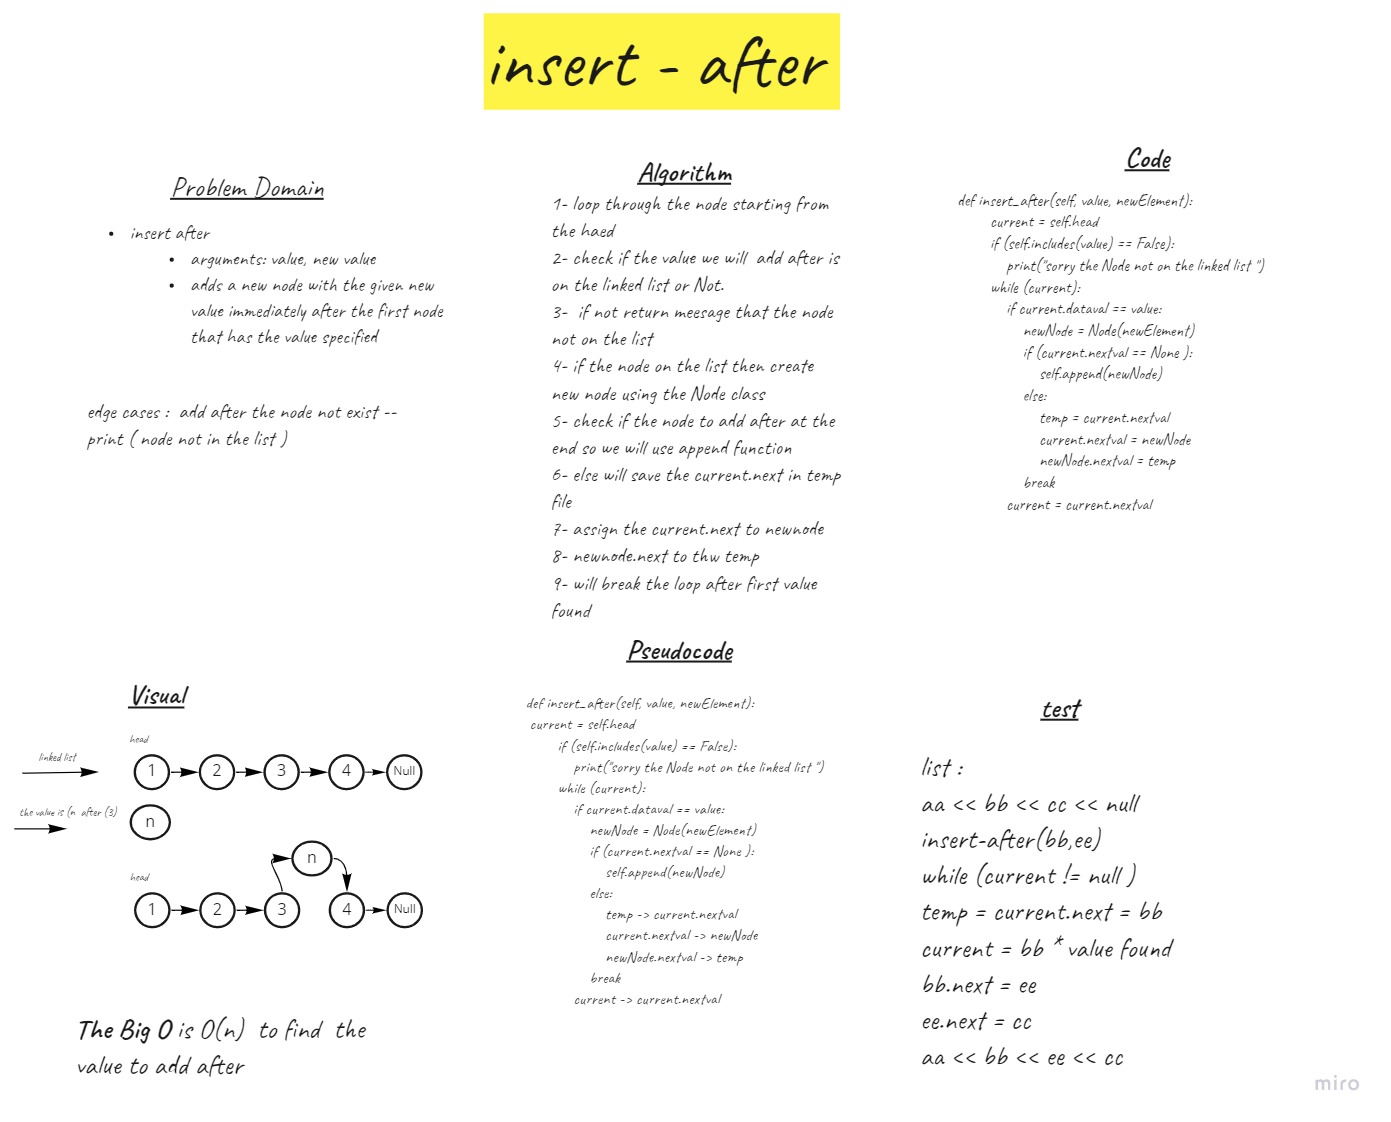 insert - after
Problem Domain
• insert after
• arguments: value, new value
• adds a new node with the given new
value immediately after the first node
that has the value specified
edge cases : add after the node not exist --
print ( node not in the list )
Algorithm
1- loop through the node starting from
the haed
2- check if the value we will add after is
on the linked list or Not.
3- if not return meesage that the node
not on the list
4- if the node on the list then create
new node using the Node class
5- check if the node to add after at the
end so we will use append function
6- else will save the current.next in temp
file
7- assign the current.next to newnode
8- newnode.next to thw temp
9- will break the loop after first value
found
Code
def insert_after(self, value, newElement):
current = self.head
if (self.includes(value) == False):
print("sorry the Node not on the linked list ")
while (current):
if current.dataval == value:
newNode = Node(newElement)
if (current.nextval == None ):
self.append(newNode)
else:
temp = current.nextval
current.nextval = newNode
newNode.nextval = temp
break
current = current.nextval
Visual
head
linked list
1 2 3 4 Null
the value is (n after (3)
n
n
head
1 2 3 4 Null
The Big O is O(n) to find the
value to add after
Pseudocode
def insert_after(self, value, newElement):
current = self.head
if (self.includes(value) == False):
print("sorry the Node not on the linked list ")
while (current):
if current.dataval == value:
newNode = Node(newElement)
if (current.nextval == None ):
self.append(newNode)
else:
temp -> current.nextval
current.nextval -> newNode
newNode.nextval -> temp
break
current -> current.nextval
test
list :
aa << bb << cc << null
insert-after(bb,ee)
while (current != null )
temp = current.next = bb
current = bb * value found
bb.next = ee
ee.next = cc
aa << bb << ee << cc
miro